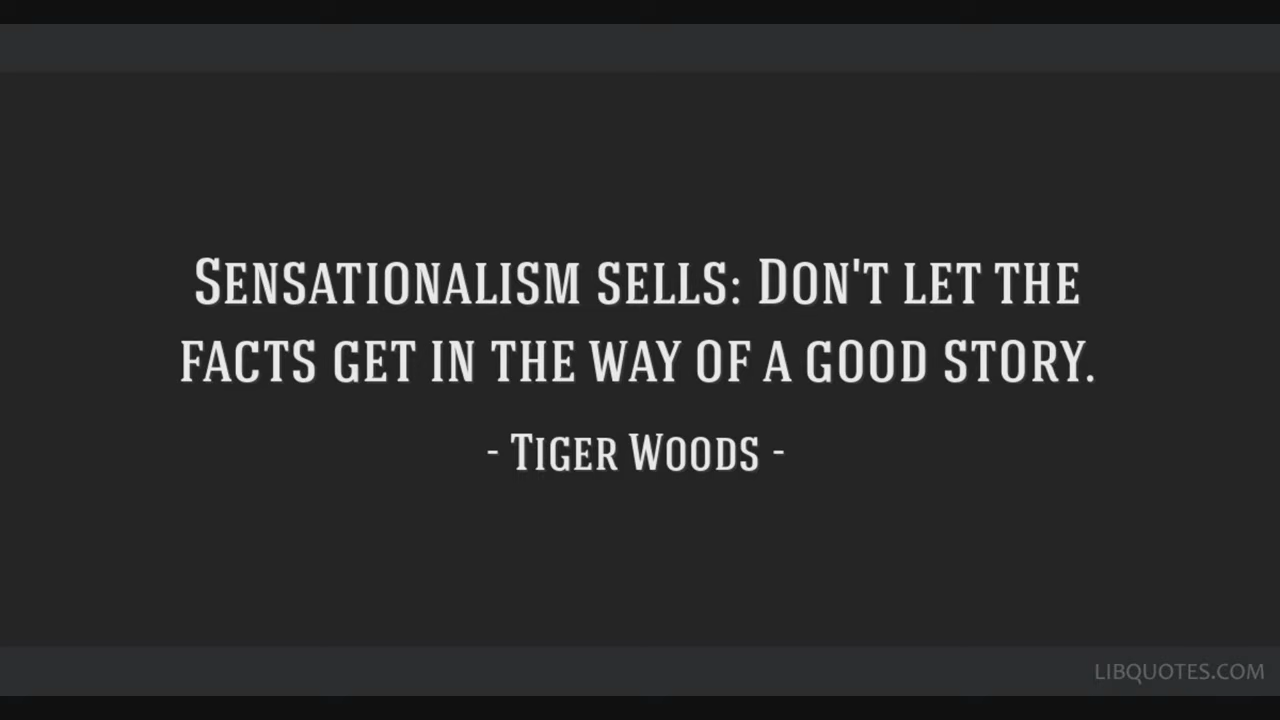 Sensationalism sells: Don't let the
facts get in the way of a good story.
- Tiger Woods -
LIBQUOTES.COM